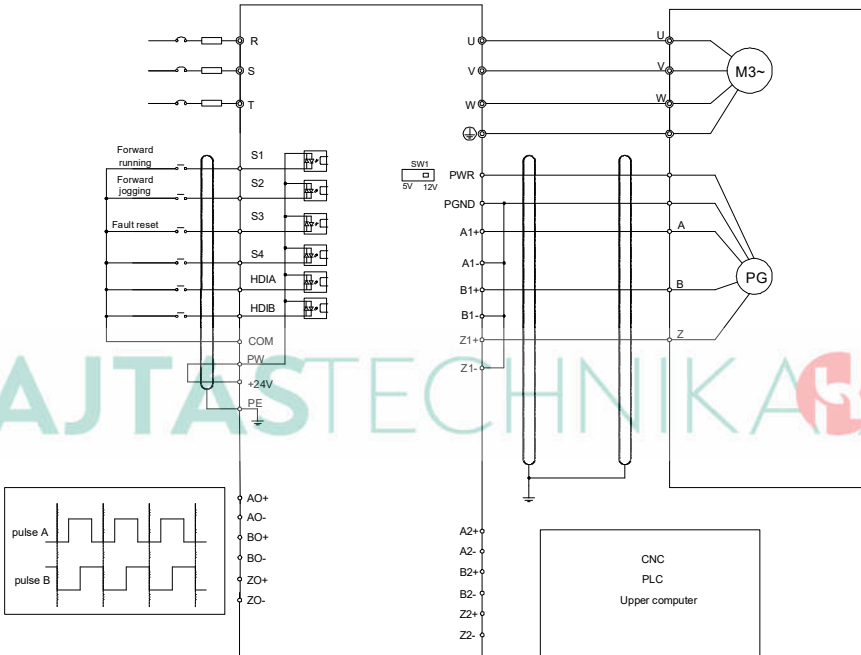 R
S
T
U
V
W
U
V
W
M3~
Forward
running
Forward
jogging
Fault reset
S1
S2
S3
S4
HDIA
HDIB
COM
PW
+24V
PE
SW1
5V 12V
PWR
PGND
A1+
A1-
B1+
B1-
Z1+
Z1-
A
B
Z
PG
AJTASTECHNIKA
pulse A
pulse B
AO+
AO-
BO+
BO-
ZO+
ZO-
A2+
A2-
B2+
B2-
Z2+
Z2-
CNC
PLC
Upper computer